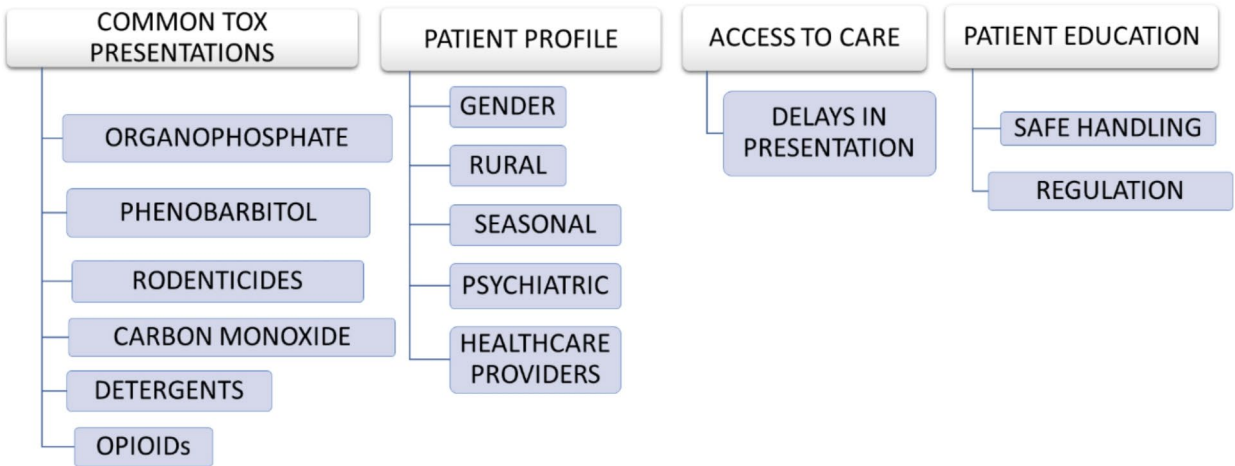 COMMON TOX
PRESENTATIONS
ORGANOPHOSPHATE
PHENOBARBITOL
RODENTICIDES
CARBON MONOXIDE
DETERGENTS
OPIOIDs
PATIENT PROFILE
GENDER
RURAL
SEASONAL
PSYCHIATRIC
HEALTHCARE
PROVIDERS
ACCESS TO CARE
DELAYS IN
PRESENTATION
PATIENT EDUCATION
SAFE HANDLING
REGULATION